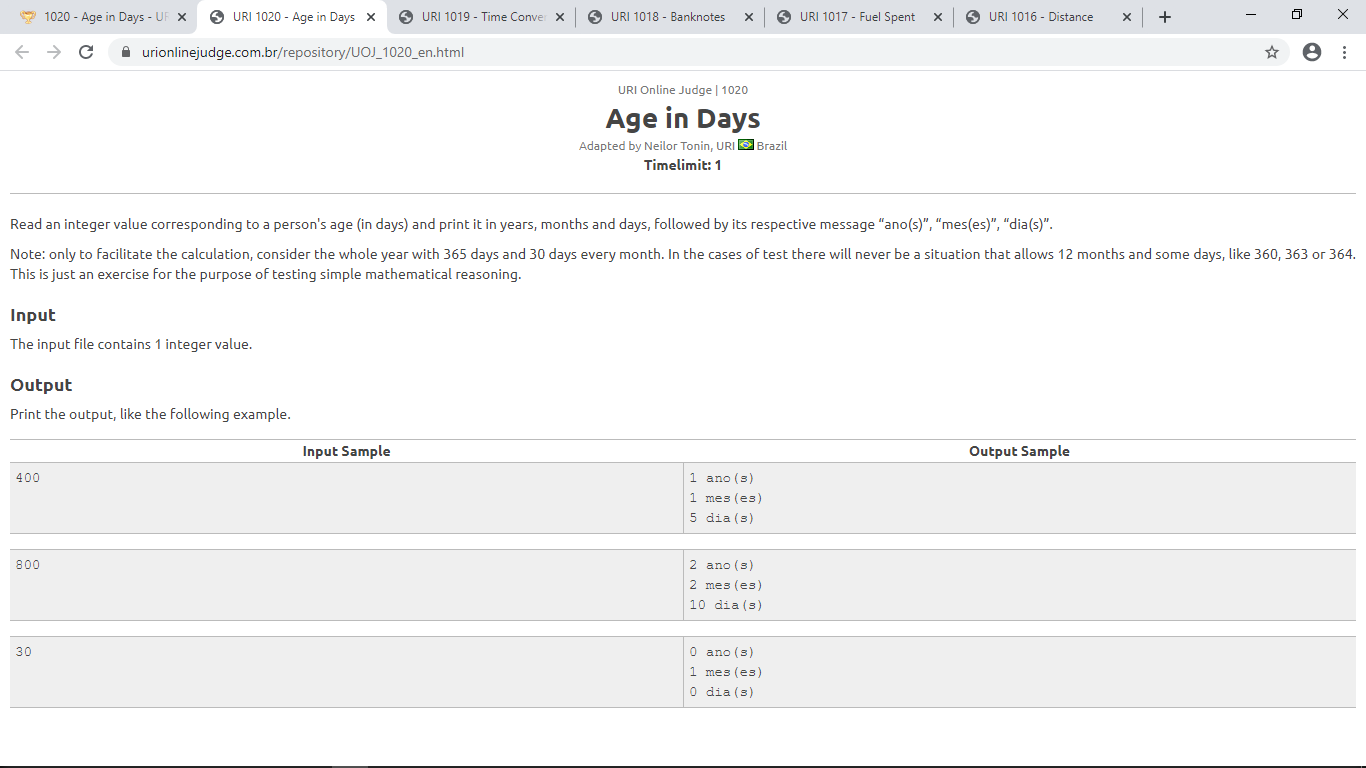 1020 - Age in Days - UR
URI 1020 - Age in Days
URI 1019 - Time Conver
URI 1018 - Banknotes
URI 1017 - Fuel Spent
URI 1016 - Distance
urionlinejudge.com.br/repository/UOJ_1020_en.html
URI Online Judge | 1020
Age in Days
Adapted by Neilor Tonin, URI Brazil
Timelimit: 1
Read an integer value corresponding to a person's age (in days) and print it in years, months and days, followed by its respective message “ano(s)”, “mes(es)”, “dia(s)”.
Note: only to facilitate the calculation, consider the whole year with 365 days and 30 days every month. In the cases of test there will never be a situation that allows 12 months and some days, like 360, 363 or 364.
This is just an exercise for the purpose of testing simple mathematical reasoning.
Input
The input file contains 1 integer value.
Output
Print the output, like the following example.
Input Sample Output Sample
400
1 ano(s)
1 mes(es)
5 dia(s)
800
2 ano(s)
2 mes(es)
10 dia(s)
30
0 ano(s)
1 mes(es)
0 dia(s)